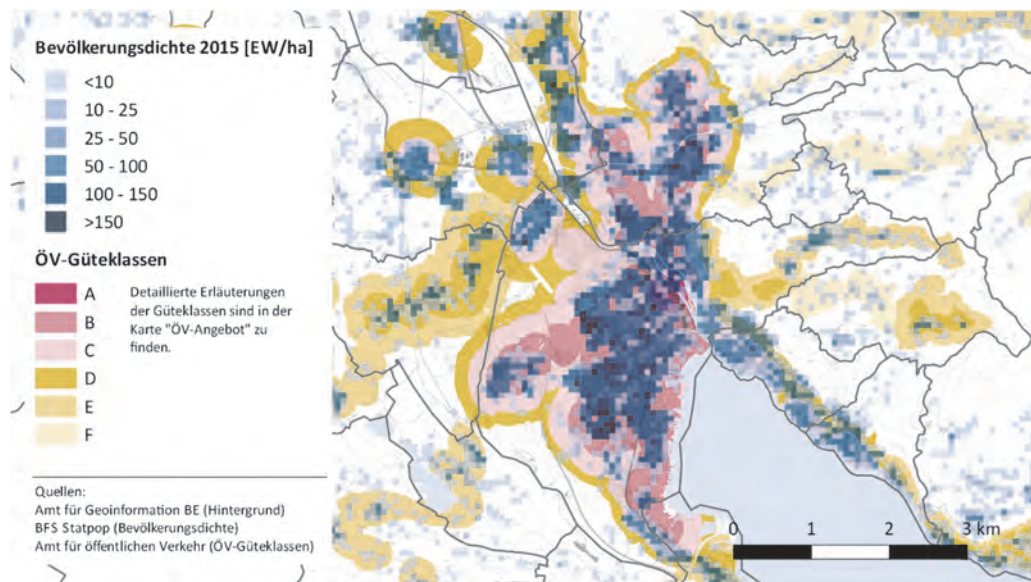 Bevölkerungsdichte 2015 [EW/ha]
<10
10 - 25
25 - 50
50 - 100
100 - 150
>150
ÖV-Güteklassen
A
B
C
D
E
F
Detaillierte Erläuterungen
der Güteklassen sind in der
Karte "ÖV-Angebot" zu
finden.
Quellen:
Amt für Geoinformation BE (Hintergrund)
BFS Statpop (Bevölkerungsdichte)
Amt für öffentlichen Verkehr (ÖV-Güteklassen)
0 1 2 3 km